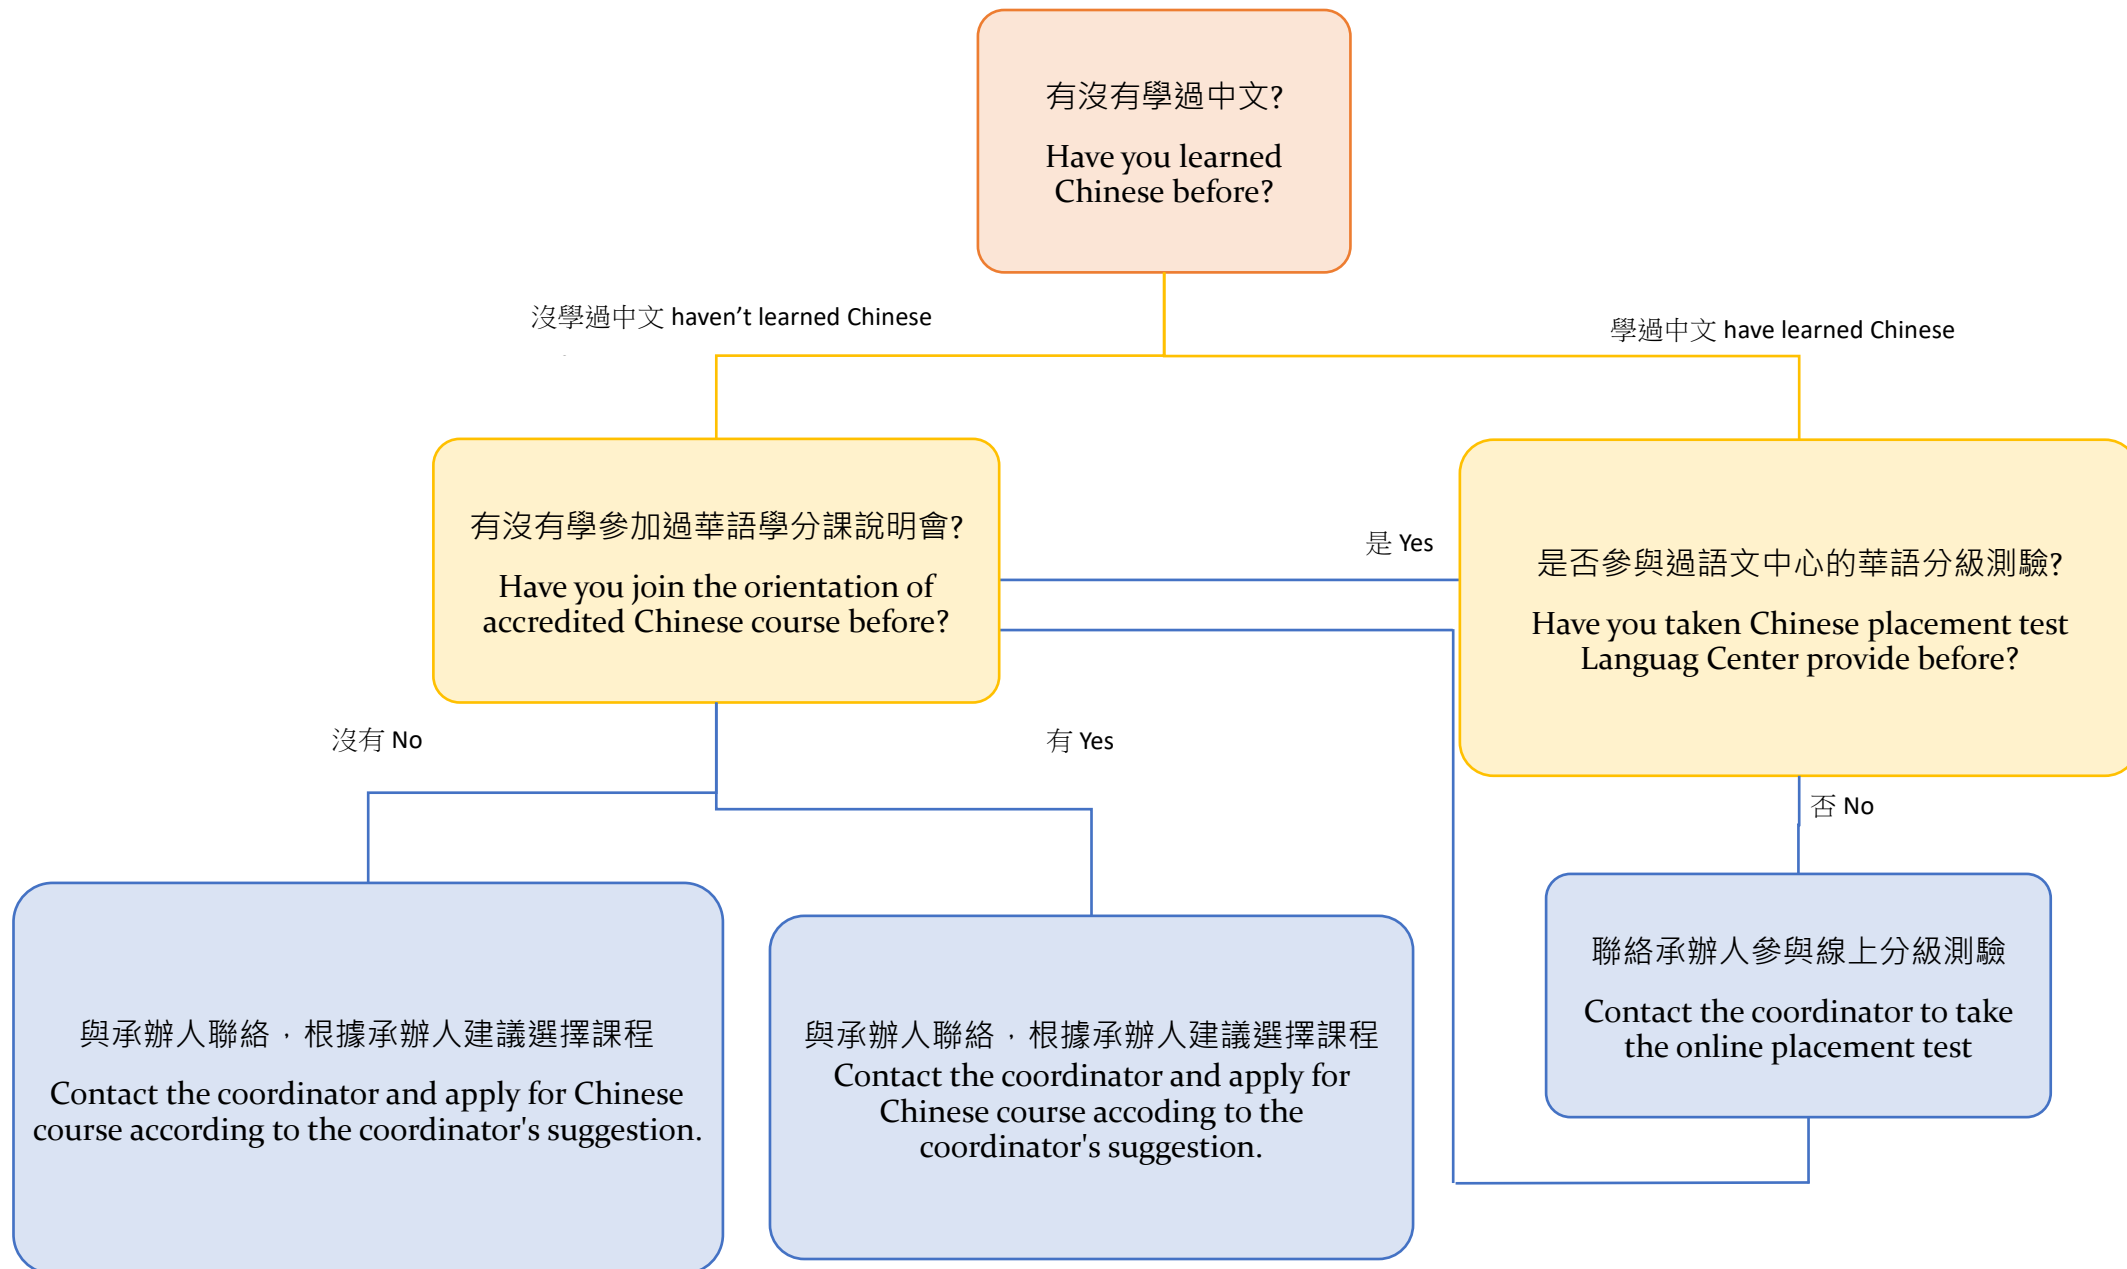 有沒有學過中文?
Have you learned
Chinese before?
沒學過中文 haven’t learned Chinese
學過中文 have learned Chinese
有沒有學參加過華語學分課說明會?
Have you join the orientation of
accredited Chinese course before?
是 Yes
是否參與過語文中心的華語分級測驗?
Have you taken Chinese placement test
Languag Center provide before?
沒有 No
有 Yes
否 No
與承辦人聯絡，根據承辦人建議選擇課程
Contact the coordinator and apply for Chinese
course according to the coordinator's suggestion.
與承辦人聯絡，根據承辦人建議選擇課程
Contact the coordinator and apply for
Chinese course accoding to the
coordinator's suggestion.
聯絡承辦人參與線上分級測驗
Contact the coordinator to take
the online placement test